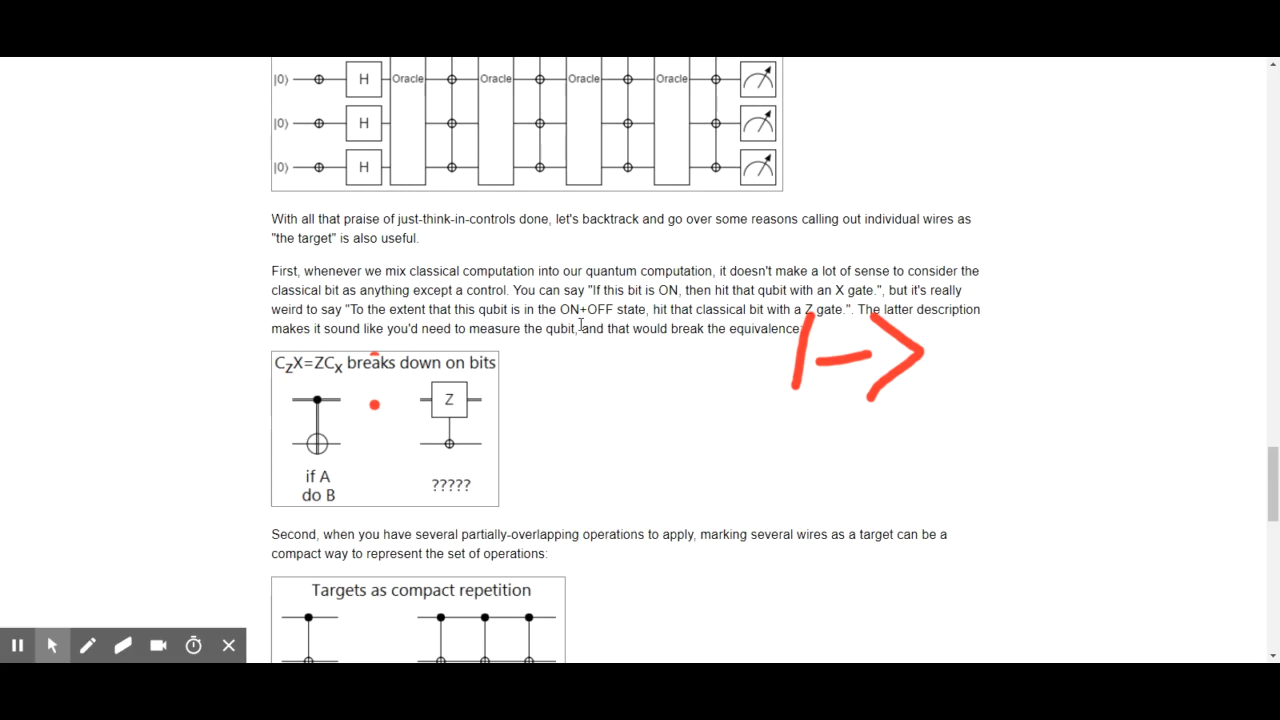 |0⟩ H Oracle Oracle Oracle Oracle
|0⟩ H
|0⟩ H
With all that praise of just-think-in-controls done, let's backtrack and go over some reasons calling out individual wires as
"the target" is also useful.
First, whenever we mix classical computation into our quantum computation, it doesn't make a lot of sense to consider the
classical bit as anything except a control. You can say "If this bit is ON, then hit that qubit with an X gate.", but it's really
weird to say "To the extent that this qubit is in the ON+OFF state, hit that classical bit with a Z gate.". The latter description
makes it sound like you'd need to measure the qubit, and that would break the equivalence:
CzX=ZCx breaks down on bits
Z
if A
do B
?????
Second, when you have several partially-overlapping operations to apply, marking several wires as a target can be a
compact way to represent the set of operations:
Targets as compact repetition